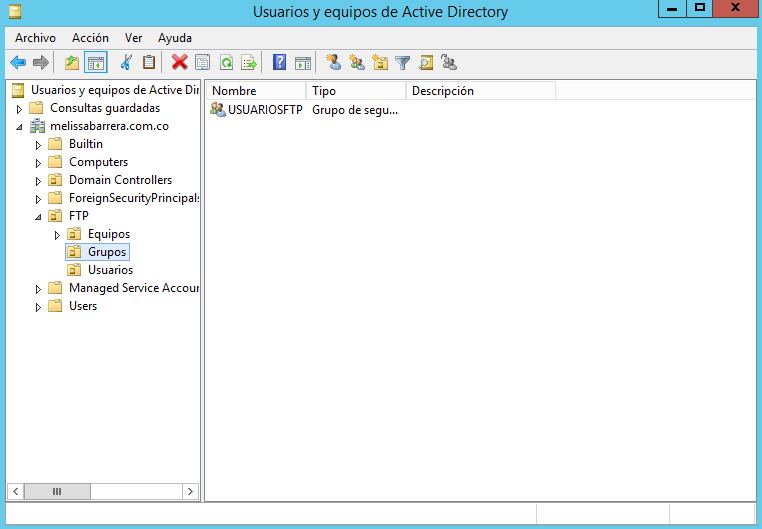 Usuarios y equipos de Active Directory
Archivo Acción Ver Ayuda
Usuarios y equipos de Active Dir
Consultas guardadas
melissabarrera.com.co
Builtin
Computers
Domain Controllers
ForeignSecurityPrincipals
FTP
Equipos
Grupos
Usuarios
Managed Service Accour
Users
Nombre Tipo Descripción
USUARIOSFTP Grupo de segu...